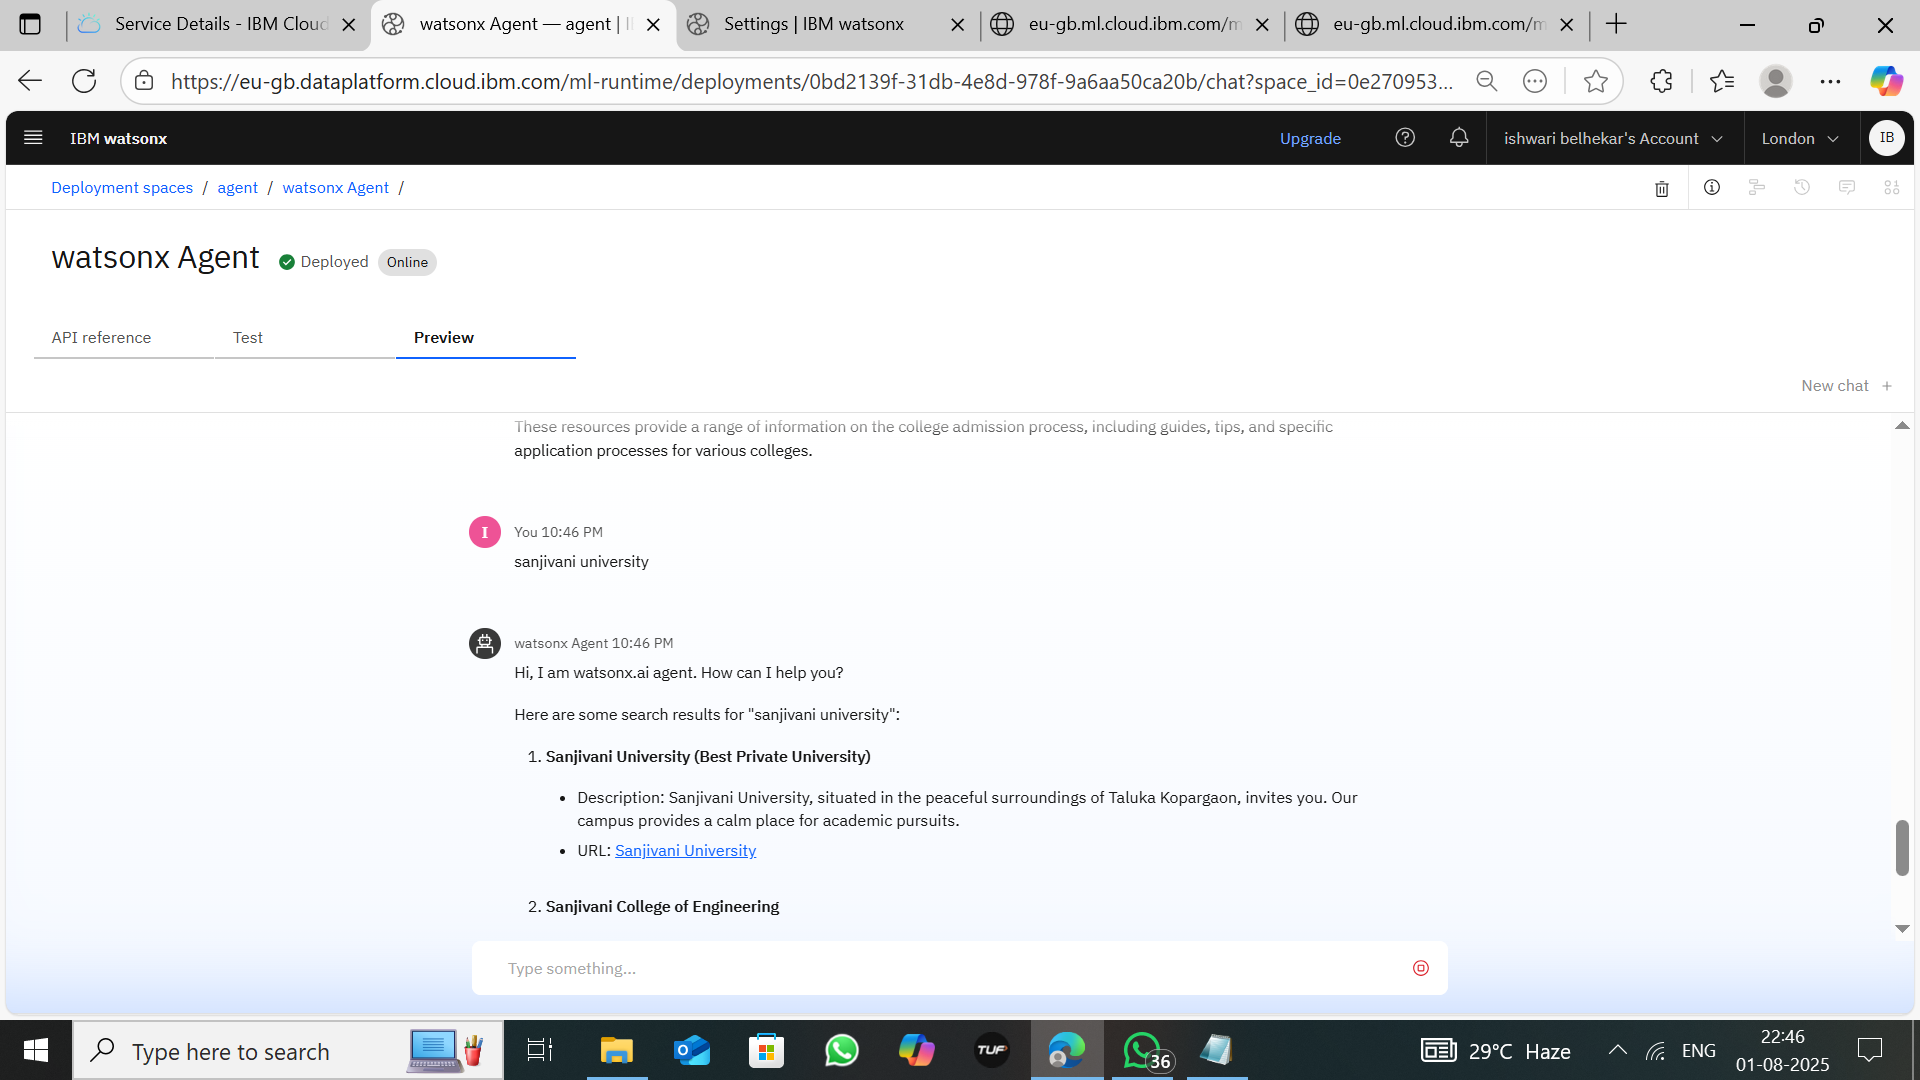 Service Details - IBM Cloud
watsonx Agent — agent |
Settings | IBM watsonx
eu-gb.ml.cloud.ibm.com/m
eu-gb.ml.cloud.ibm.com/m
https://eu-gb.dataplatform.cloud.ibm.com/ml-runtime/deployments/0bd2139f-31db-4e8d-978f-9a6aa50ca20b/chat?space_id=0e270953...
IBM watsonx
Upgrade
ishwari belhekar's Account
London
IB
Deployment spaces / agent / watsonx Agent /
watsonx Agent
Deployed
Online
API reference
Test
Preview
New chat +
These resources provide a range of information on the college admission process, including guides, tips, and specific
application processes for various colleges.
I
You 10:46 PM
sanjivani university
watsonx Agent 10:46 PM
Hi, I am watsonx.ai agent. How can I help you?
Here are some search results for "sanjivani university":
1. Sanjivani University (Best Private University)
• Description: Sanjivani University, situated in the peaceful surroundings of Taluka Kopargaon, invites you. Our
campus provides a calm place for academic pursuits.
• URL: Sanjivani University
2. Sanjivani College of Engineering
Type something...
Type here to search
TUF
36
29°C Haze
ENG
22:46
01-08-2025